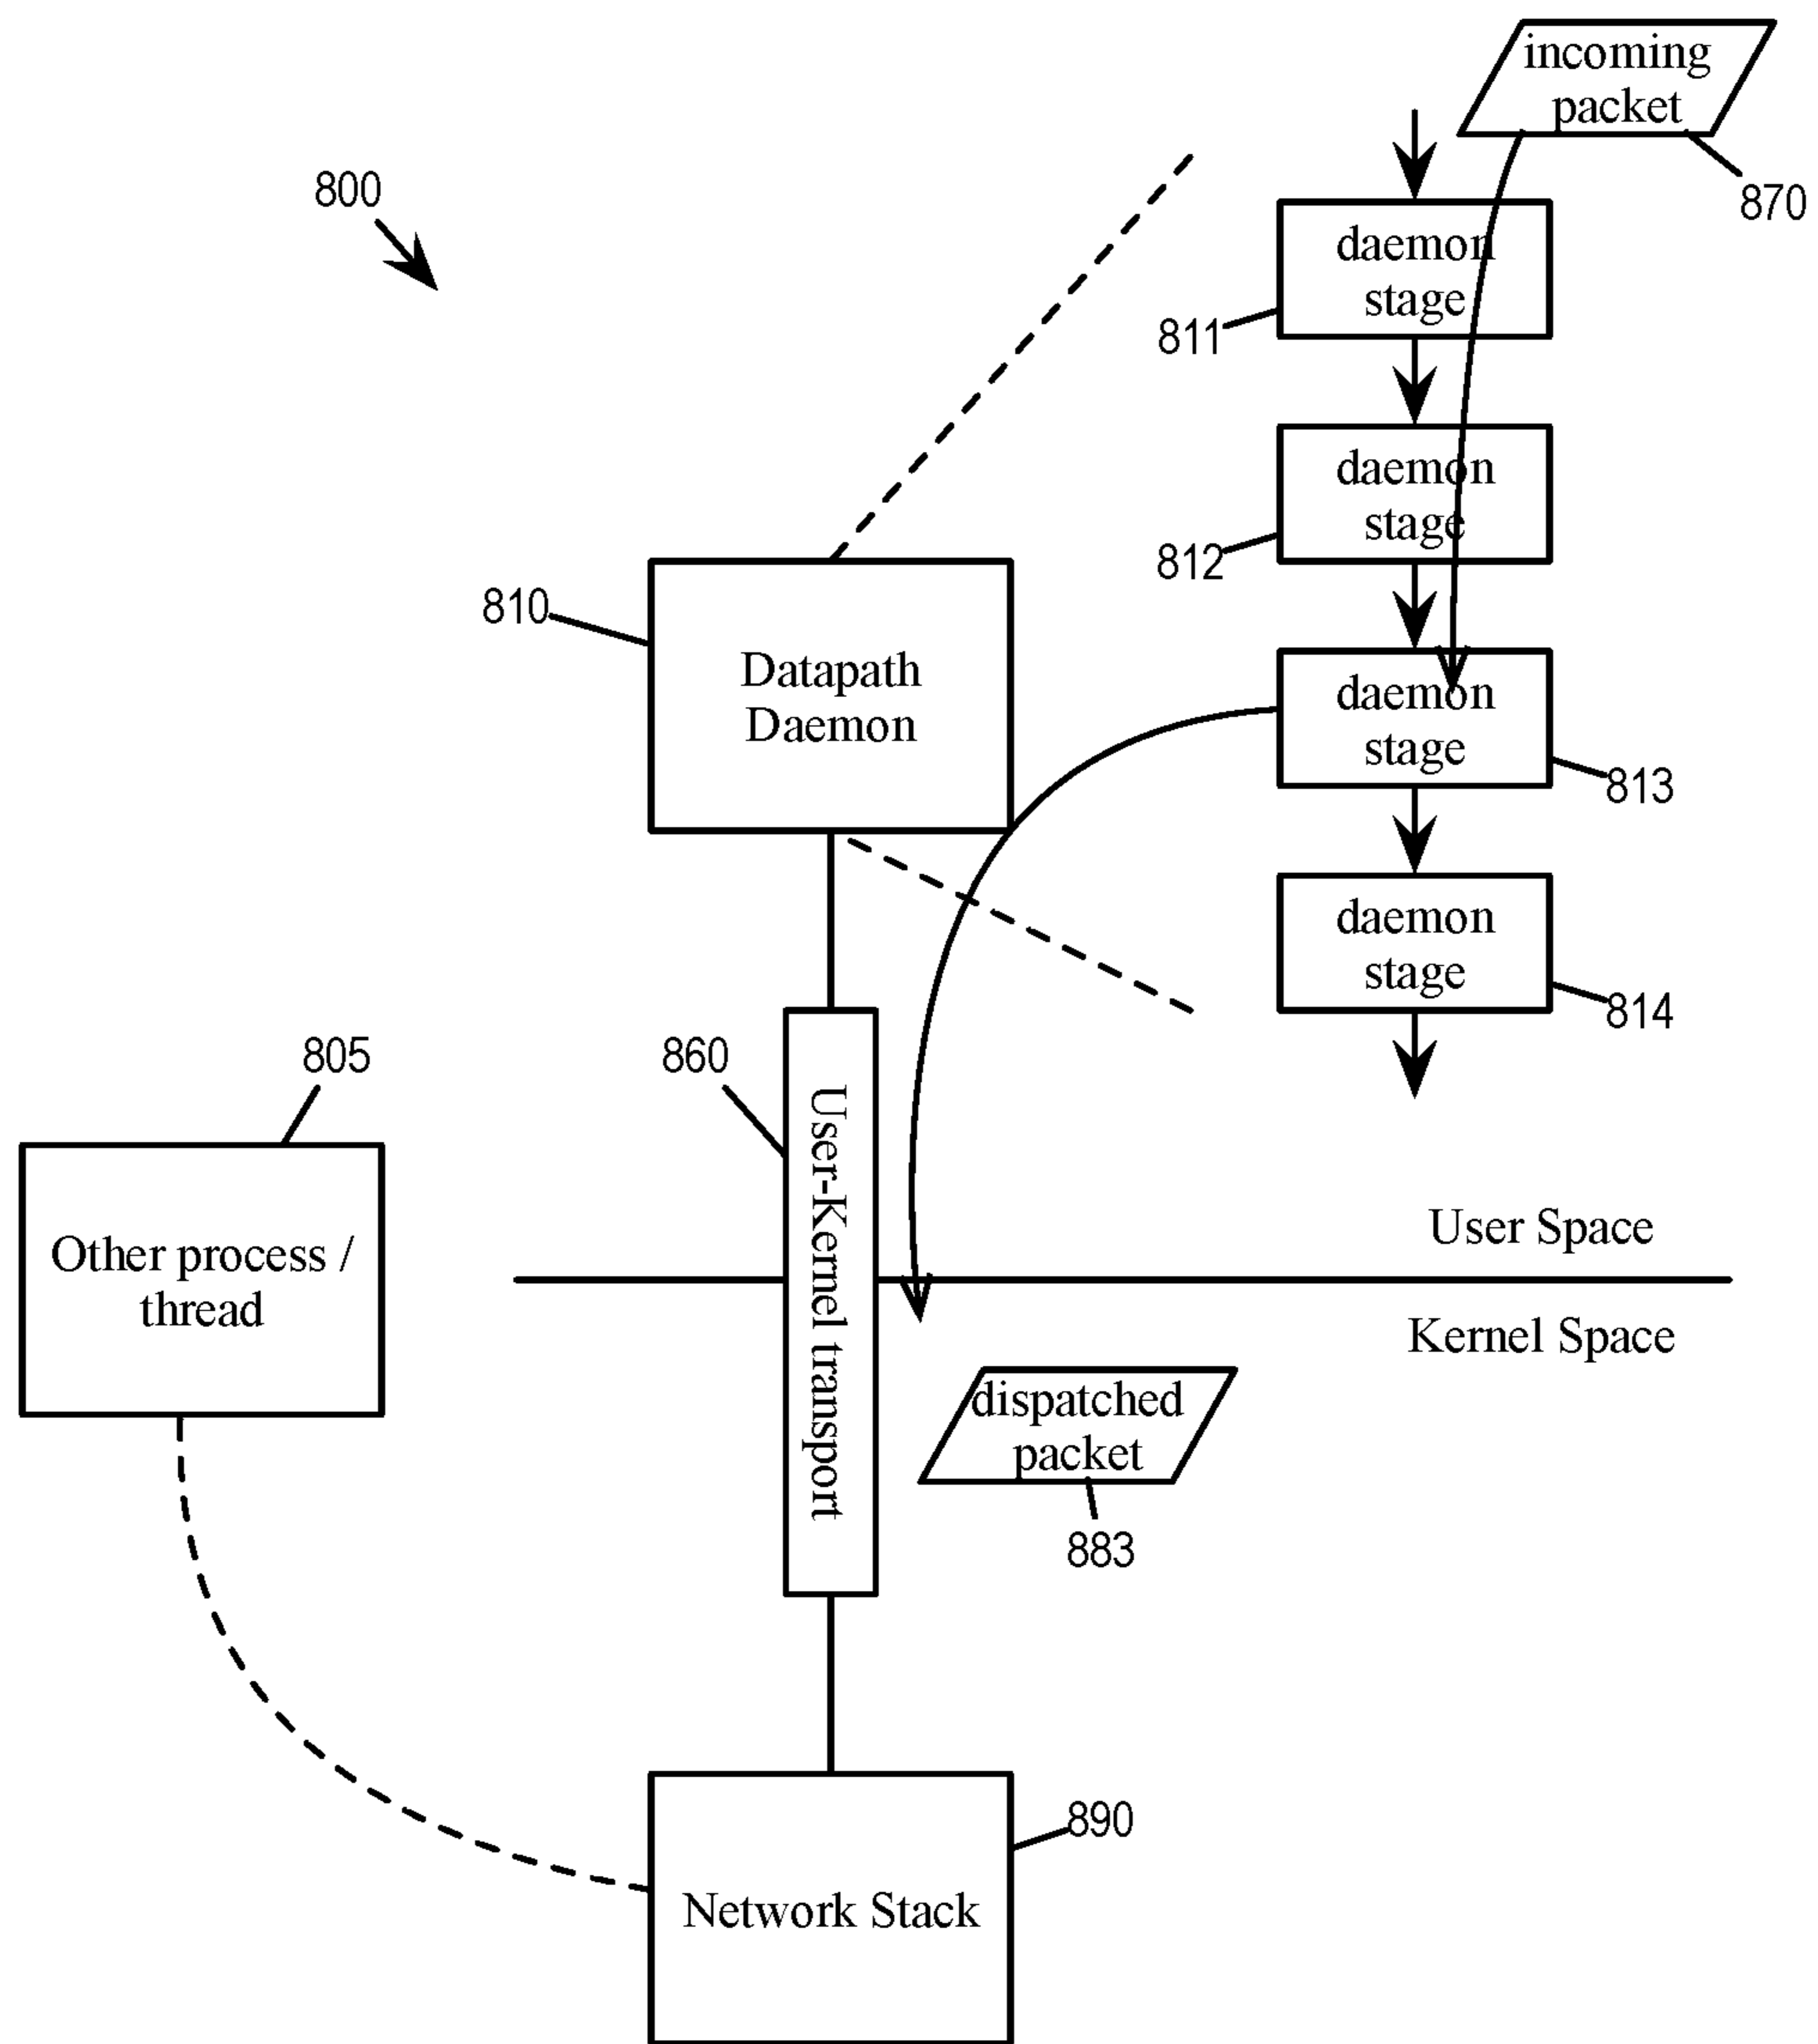 incoming
packet
870
800
daemon
stage
811
daemon
stage
812
810
Datapath
Daemon
daemon
stage
813
daemon
stage
814
805
860
User-Kernel transport
Other process /
thread
User Space
Kernel Space
dispatched
packet
883
890
Network Stack